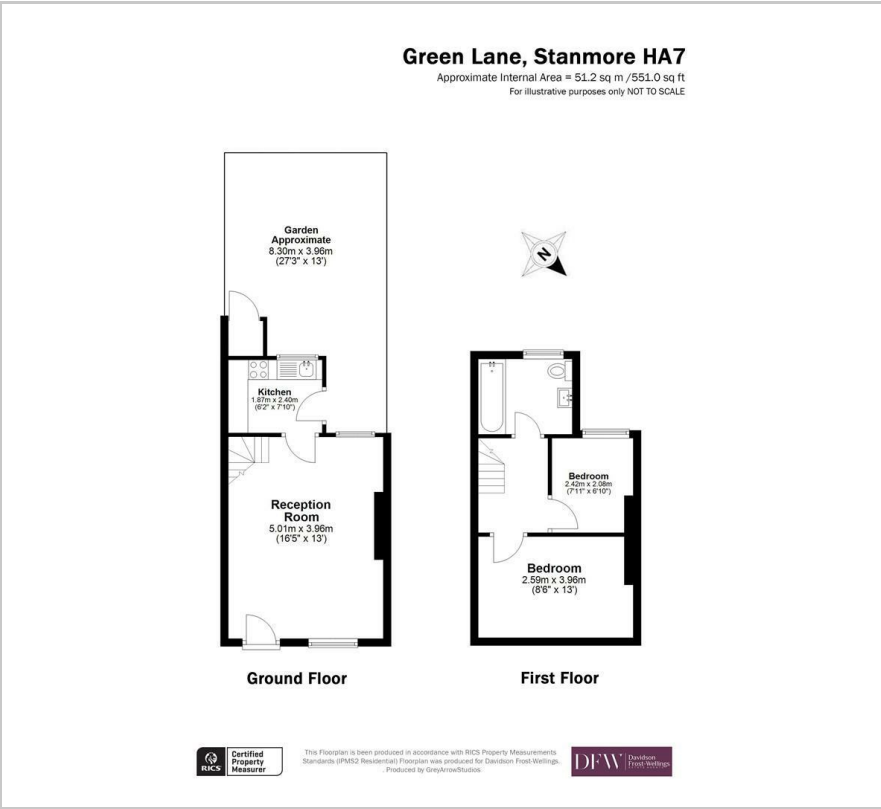 Green Lane, Stanmore HA7
Approximate Internal Area = 51.2 sq m /551.0 sq ft
For illustrative purposes only NOT TO SCALE
Garden
Approximate
8.30m x 3.96m
(27'3" x 13')
N
Kitchen
1.87m x 2.40m
(6'2" x 7'10")
Reception
Room
5.01m x 3.96m
(16'5" x 13')
Bedroom
2.42m x 2.08m
(7'11" x 6'10")
Bedroom
2.59m x 3.96m
(8'6" x 13')
Ground Floor
First Floor
RICS
Certified
Property
Measurer
This Floorplan is been produced in accordance with RICS Property Measurements
Standards (IPMS2 Residential) Floorplan was produced for Davidson Frost-Wellings.
. Produced by GreyArrowStudios.
DFW
Davidson
Frost-Wellings